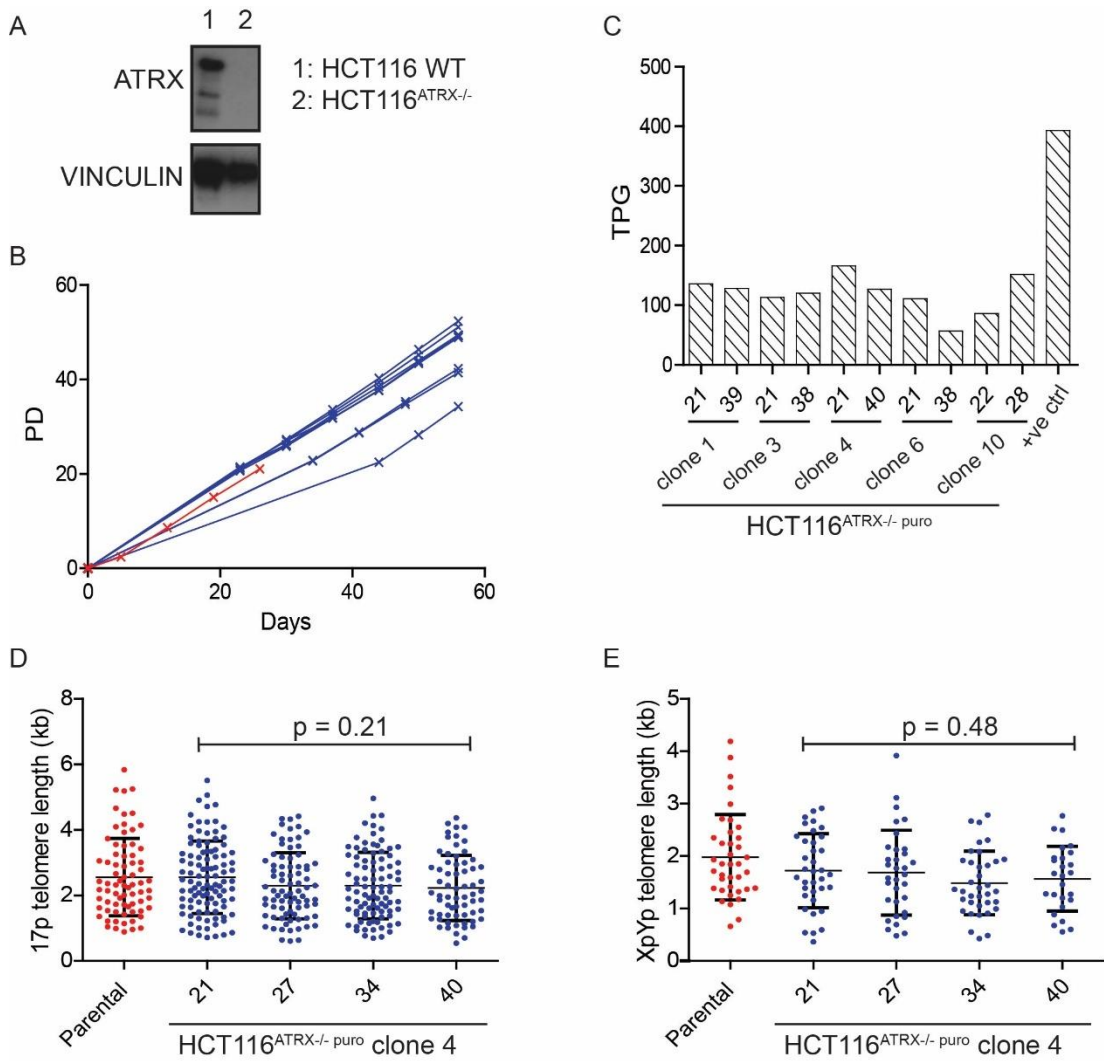 A
1 2
ATRX
VINCULIN
1: HCT116 WT
2: HCT116ATRX-/-
B
60
40
20
0
PD
0 20 40 60
Days
C
500
400
300
200
100
0
TPG
21 39 21 38 21 40 21 38 22 28 +ve ctrl
clone 1 clone 3 clone 4 clone 6 clone 10
HCT116ATRX-/- puro
D
8
6
4
2
0
17p telomere length (kb)
p = 0.21
Parental 21 27 34 40
HCT116ATRX-/- puro clone 4
E
5
4
3
2
1
0
XpYp telomere length (kb)
p = 0.48
Parental 21 27 34 40
HCT116ATRX-/- puro clone 4